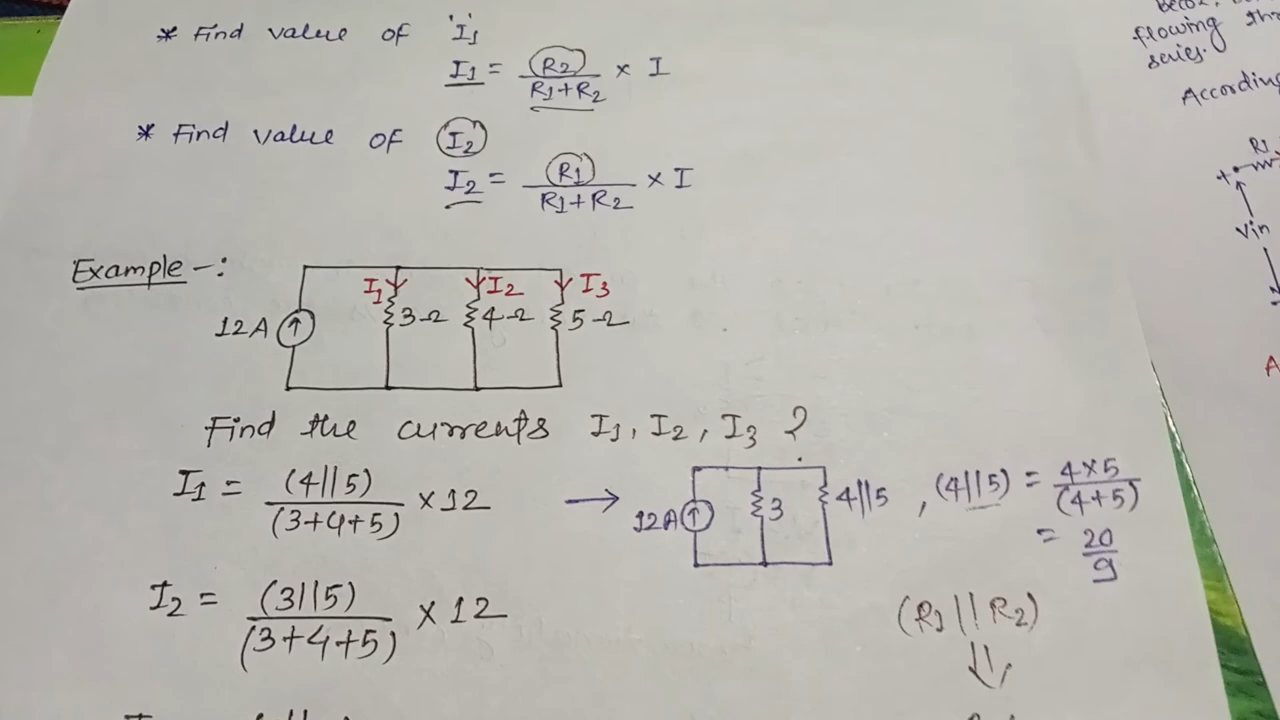 * Find value of 'I1'
I1 = R2 / R1+R2 × I
* Find value of 'I2'
I2 = R1 / R1+R2 × I
Example -:
I1 I2 I3
12A 3Ω 4Ω 5Ω
Find the currents I1, I2, I3 ?
I1 = (4||5) / (3+4+5) × 12 → 12A 3 4||5 , (4||5) = 4×5 / (4+5)
= 20 / 9
I2 = (3||5) / (3+4+5) × 12
(R1 || R2)
flowing
series.
According
R1
+
Vin
A